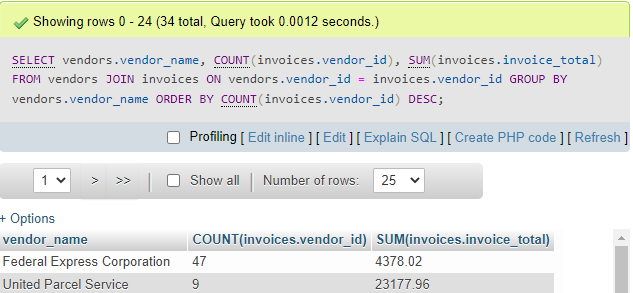 Showing rows 0 - 24 (34 total, Query took 0.0012 seconds.)
SELECT vendors.vendor_name, COUNT(invoices.vendor_id), SUM(invoices.invoice_total)
FROM vendors JOIN invoices ON vendors.vendor_id = invoices.vendor_id GROUP BY
vendors.vendor_name ORDER BY COUNT(invoices.vendor_id) DESC;
Profiling [ Edit inline ] [ Edit ] [ Explain SQL ] [ Create PHP code ] [ Refresh ]
1 > >> Show all Number of rows: 25
+ Options
vendor_name COUNT(invoices.vendor_id) SUM(invoices.invoice_total)
Federal Express Corporation 47 4378.02
United Parcel Service 9 23177.96